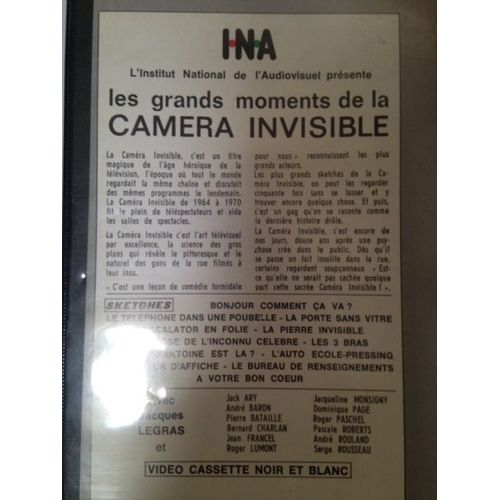 INA
L'Institut National de l'Audiovisuel présente
les grands moments de la
CAMERA INVISIBLE
La Caméra Invisible, c'est un titre
magique de l'âge héroïque de la
télévision, l'époque où tout le monde
regardait la même chaîne et discutait
des mêmes programmes le lendemain.
La Caméra Invisible de 1964 à 1970
fit le plein de téléspectateurs et vida
les salles de spectacles.
La Caméra Invisible c'est l'art télévisuel
par excellence, la science des gros
plans qui révèle le pittoresque et le
naturel des gens de la rue filmés à
leur insu.
« C'est une leçon de comédie formidable
pour nous » reconnaissent les plus
grands acteurs.
Les plus grands sketches de la Ca-
méra Invisible, on peut les regarder
cinquante fois sans se lasser et y
trouver encore quelque chose. Et puis,
c'est un gag qu'on se raconte comme
la dernière histoire drôle.
La Caméra Invisible, c'est encore de
nos jours, douze ans après une psy-
chose crée dans le public. Dès qu'il
se passe un fait insolite dans la rue,
certains regardent soupçonneux « Est-
ce qu'elle ne serait pas cachée quelque
part cette sacrée Caméra Invisible ! ».
SKETCHES BONJOUR COMMENT ÇA VA ?
LE TELEPHONE DANS UNE POUBELLE - LA PORTE SANS VITRE
ESCALATOR EN FOLIE - LA PIERRE INVISIBLE
DE L'INCONNU CELEBRE - LES 3 BRAS
ANTOINE EST LA ? - L'AUTO ECOLE-PRESSING
D'AFFICHE - LE BUREAU DE RENSEIGNEMENTS
A VOTRE BON COEUR
avec
Jacques
LEGRAS
et
Jack ARY
André BARON
Pierre BATAILLE
Bernard CHARLAN
Jean FRANCEL
Roger LUMONT
Jacqueline MONSIGNY
Dominique PAGE
Roger PASCHEL
Pascale ROBERTS
André ROULAND
Serge ROUSSEAU
VIDEO CASSETTE NOIR ET BLANC